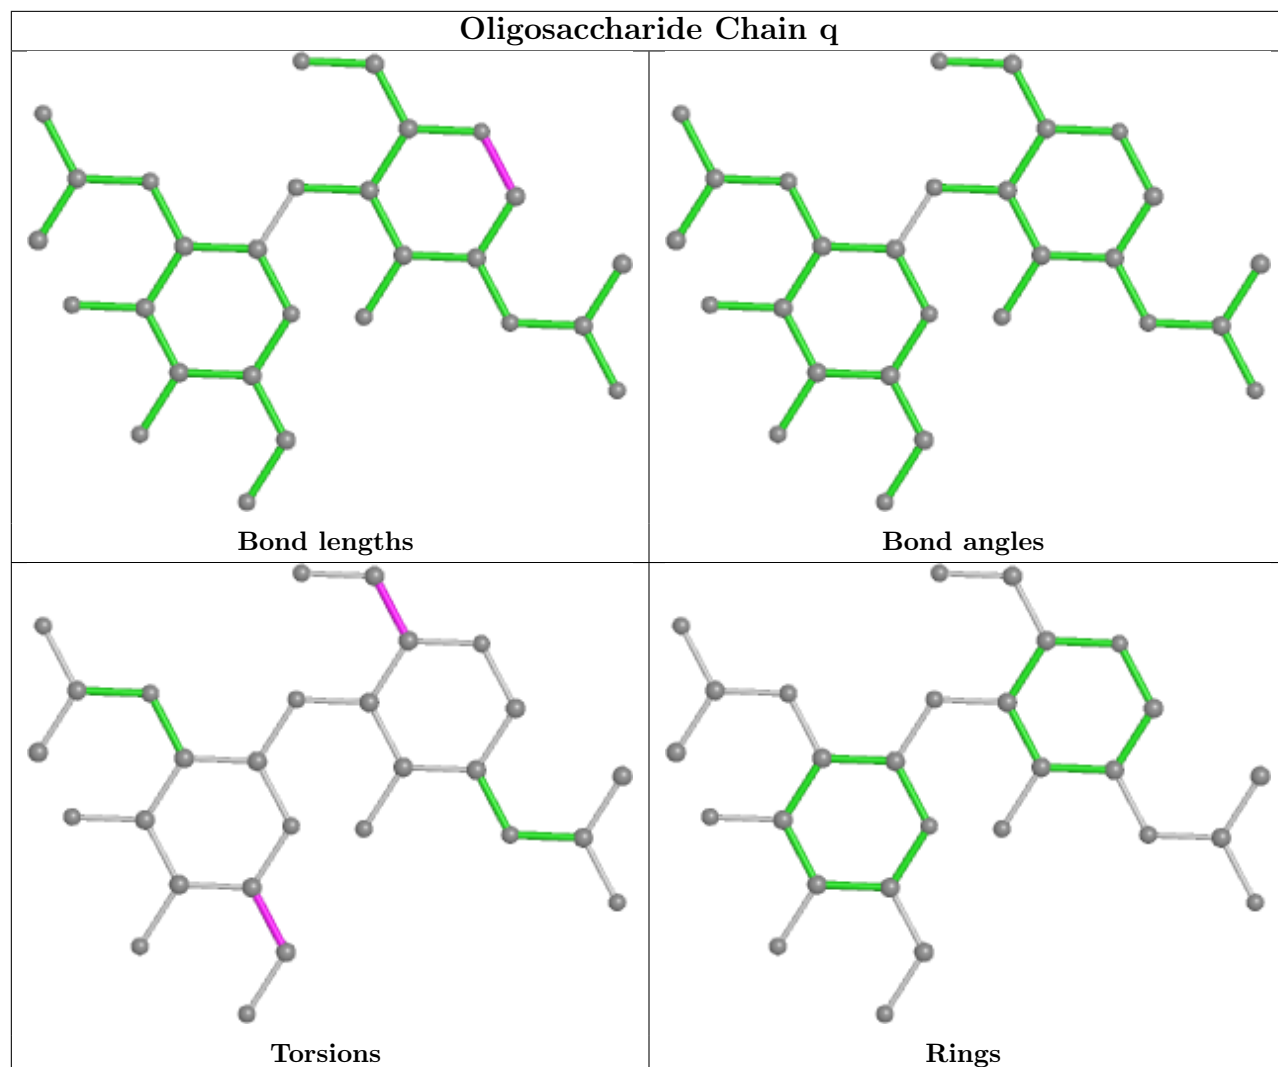 Oligosaccharide Chain q
Bond lengths
Bond angles
Torsions
Rings